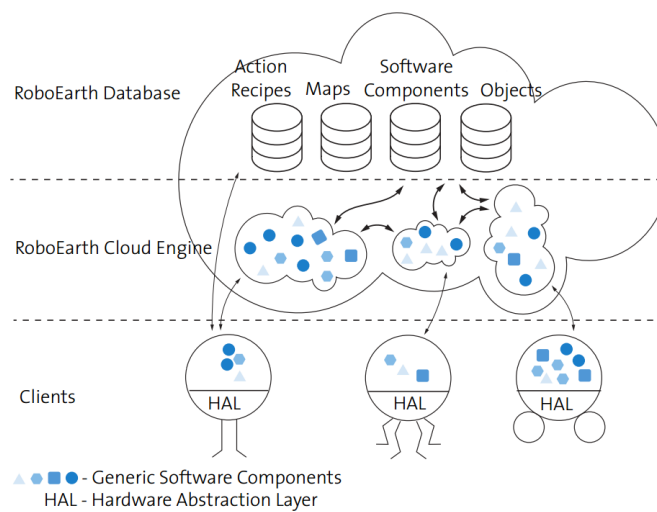 Action
Recipes
Maps
Software
Components
Objects
RoboEarth Database
RoboEarth Cloud Engine
Clients
HAL
HAL
HAL
- Generic Software Components
HAL - Hardware Abstraction Layer